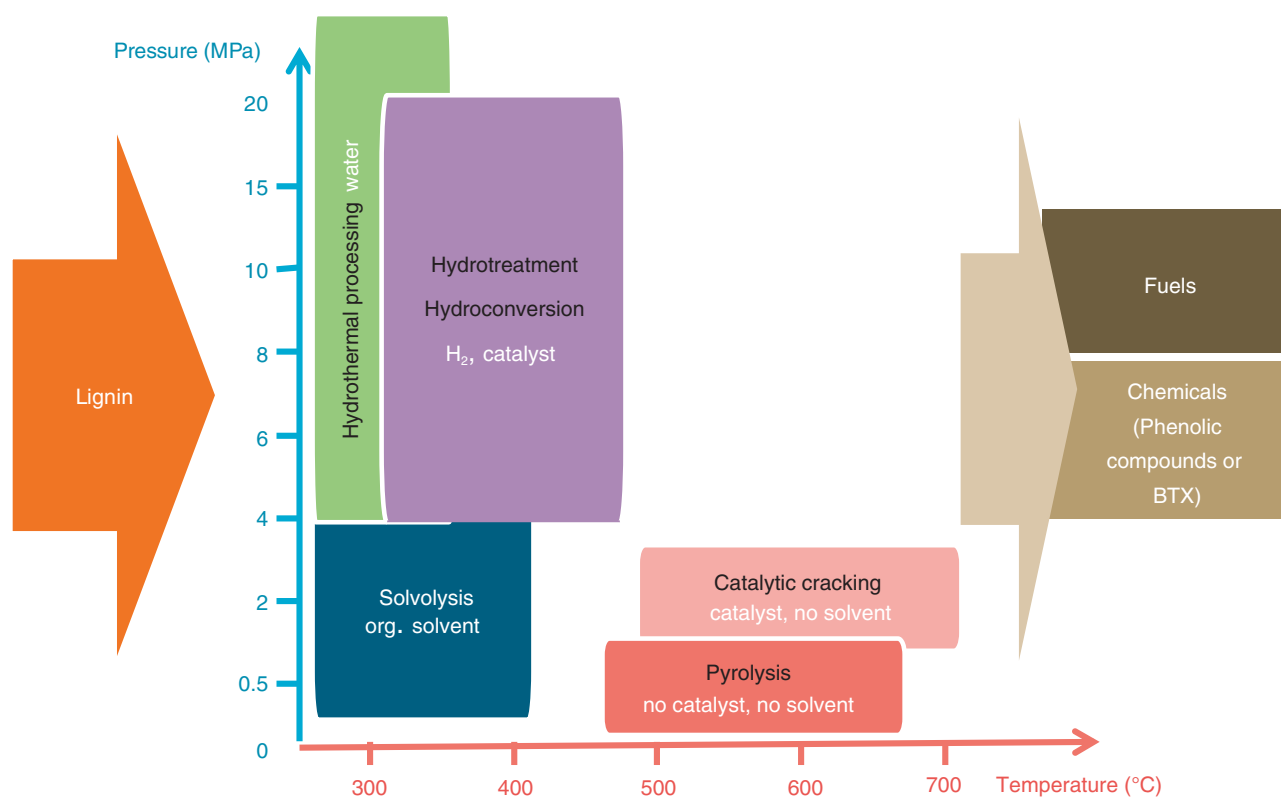 Pressure (MPa)
20
15
10
8
6
4
2
0.5
0
Lignin
Hydrothermal processing water
Hydrotreatment
Hydroconversion
H₂, catalyst
Solvolysis
org. solvent
Catalytic cracking
catalyst, no solvent
Pyrolysis
no catalyst, no solvent
Fuels
Chemicals
(Phenolic
compounds or
BTX)
300
400
500
600
700
Temperature (°C)